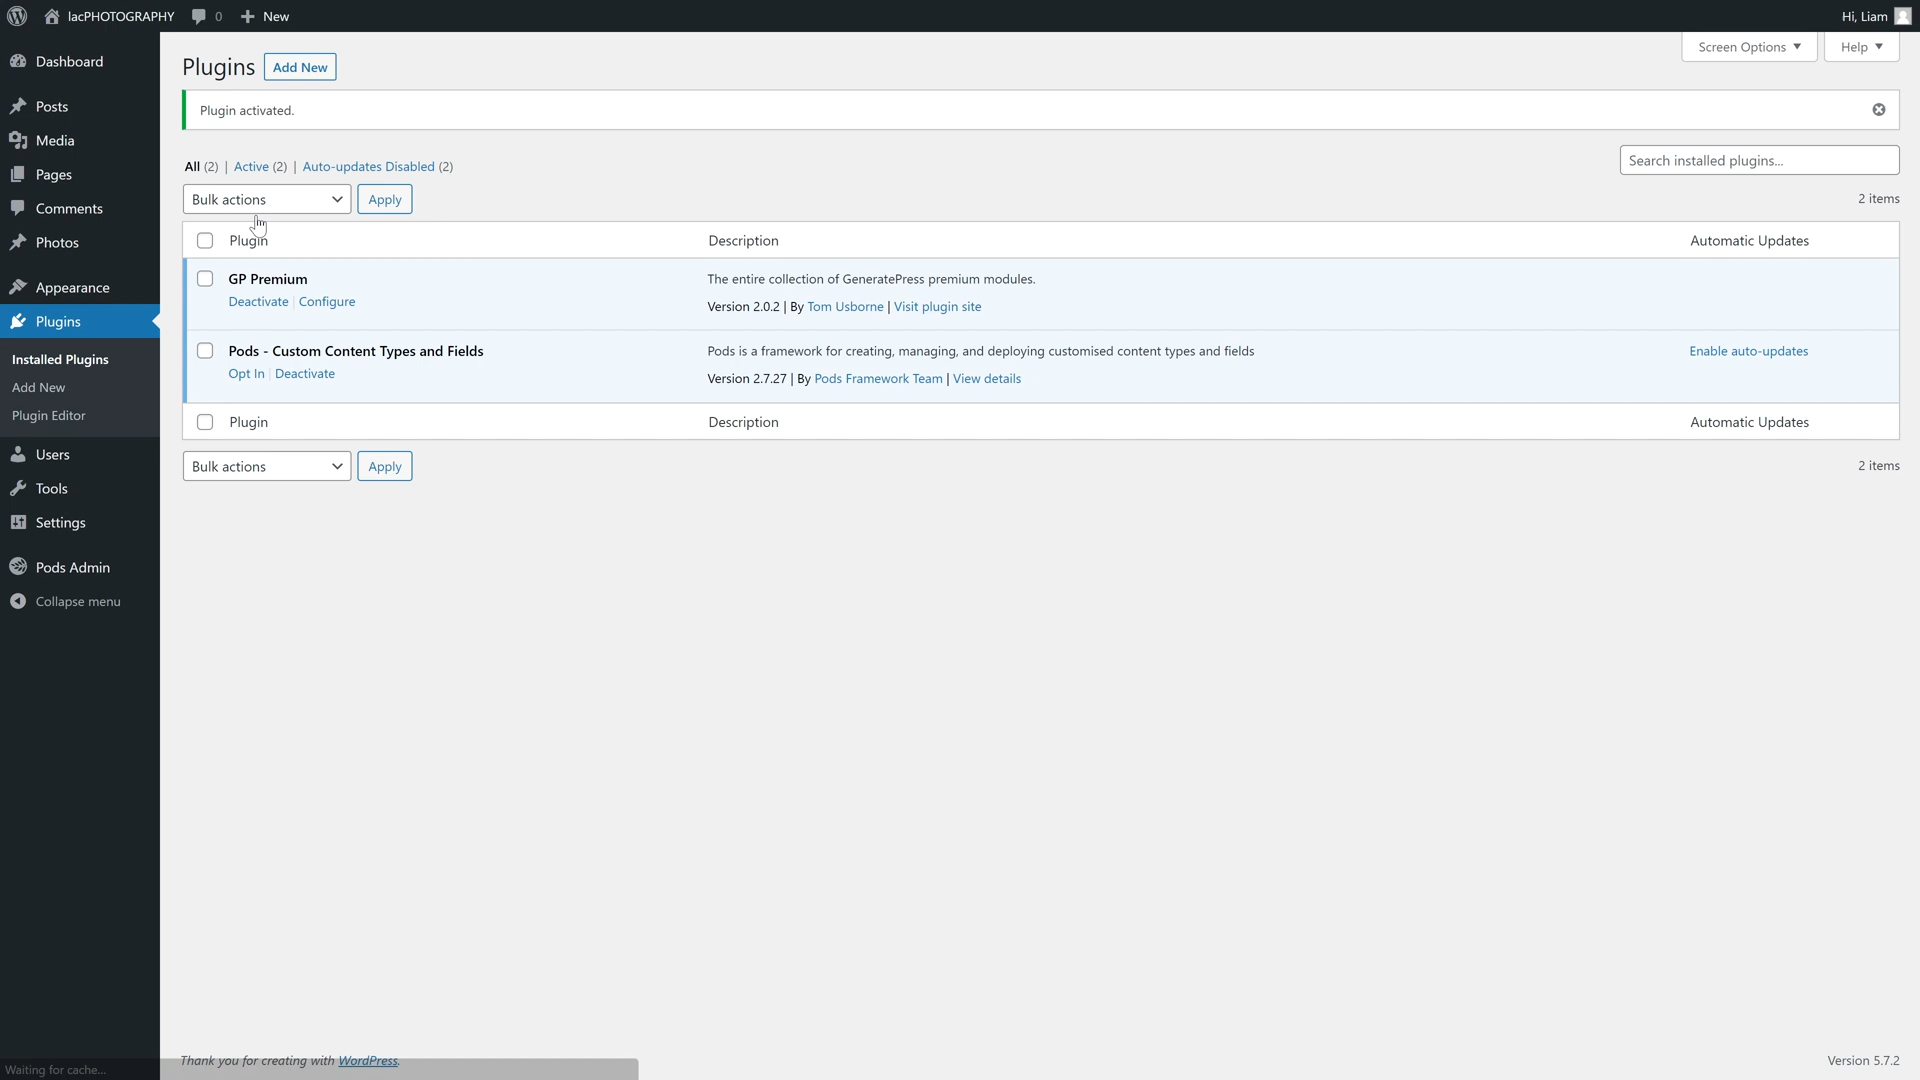 lacPHOTOGRAPHY 0 New Hi, Liam
Screen Options Help
Dashboard
Posts
Media
Pages
Comments
Photos
Appearance
Plugins
Installed Plugins
Add New
Plugin Editor
Users
Tools
Settings
Pods Admin
Collapse menu
Plugins Add New
Plugin activated.
All (2) | Active (2) | Auto-updates Disabled (2)
Search installed plugins...
Bulk actions Apply 2 items
Plugin Description Automatic Updates
GP Premium The entire collection of GeneratePress premium modules.
Deactivate | Configure Version 2.0.2 | By Tom Usborne | Visit plugin site
Pods - Custom Content Types and Fields Pods is a framework for creating, managing, and deploying customised content types and fields Enable auto-updates
Opt In | Deactivate Version 2.7.27 | By Pods Framework Team | View details
Plugin Description Automatic Updates
Bulk actions Apply 2 items
Thank you for creating with WordPress. Version 5.7.2
Waiting for cache...